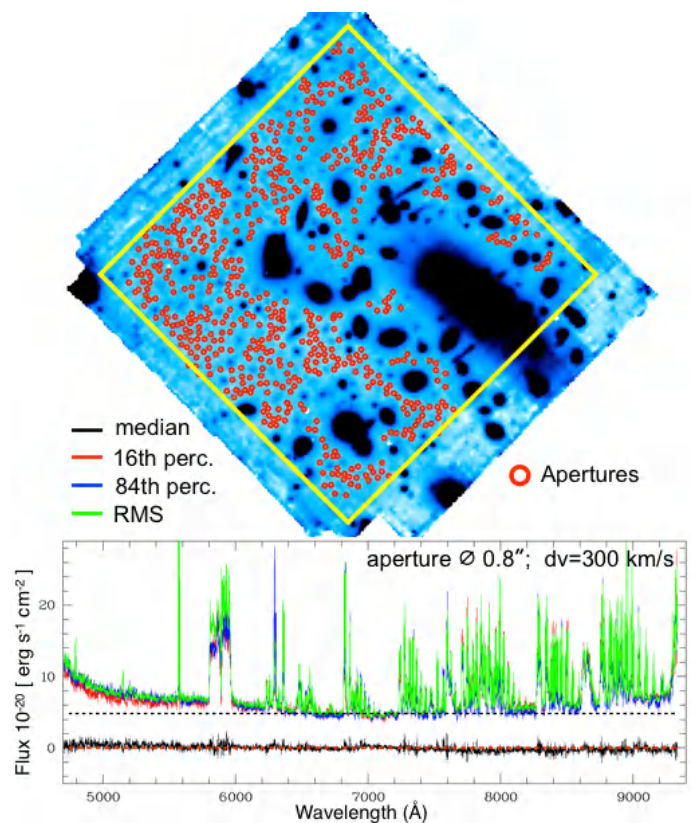 median
16th perc.
84th perc.
RMS
Apertures
aperture Ø 0.8″; dv=300 km/s
Flux 10⁻²⁰ [ erg s⁻¹ cm⁻² ]
20
10
0
5000 6000 7000 8000 9000
Wavelength (Å)